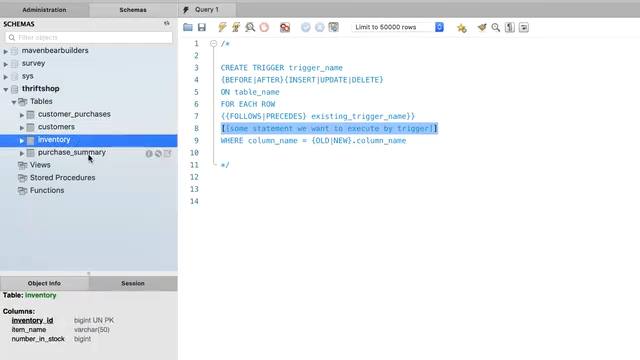 Administration
Schemas
SCHEMAS
Filter objects
mavenbearbuilders
survey
sys
thriftshop
Tables
customer_purchases
customers
inventory
purchase_summary
Views
Stored Procedures
Functions
Object Info
Session
Table: inventory
Columns:
inventory_id bigint UN PK
item_name varchar(50)
number_in_stock bigint
Query 1
Limit to 50000 rows
1 /*
2
3 CREATE TRIGGER trigger_name
4 {BEFORE|AFTER}{INSERT|UPDATE|DELETE}
5 ON table_name
6 FOR EACH ROW
7 {{FOLLOWS|PRECEDES} existing_trigger_name}}
8 [[some statement we want to execute by trigger]]
9 WHERE column_name = {OLD|NEW}.column_name
10
11 */
12
13
14